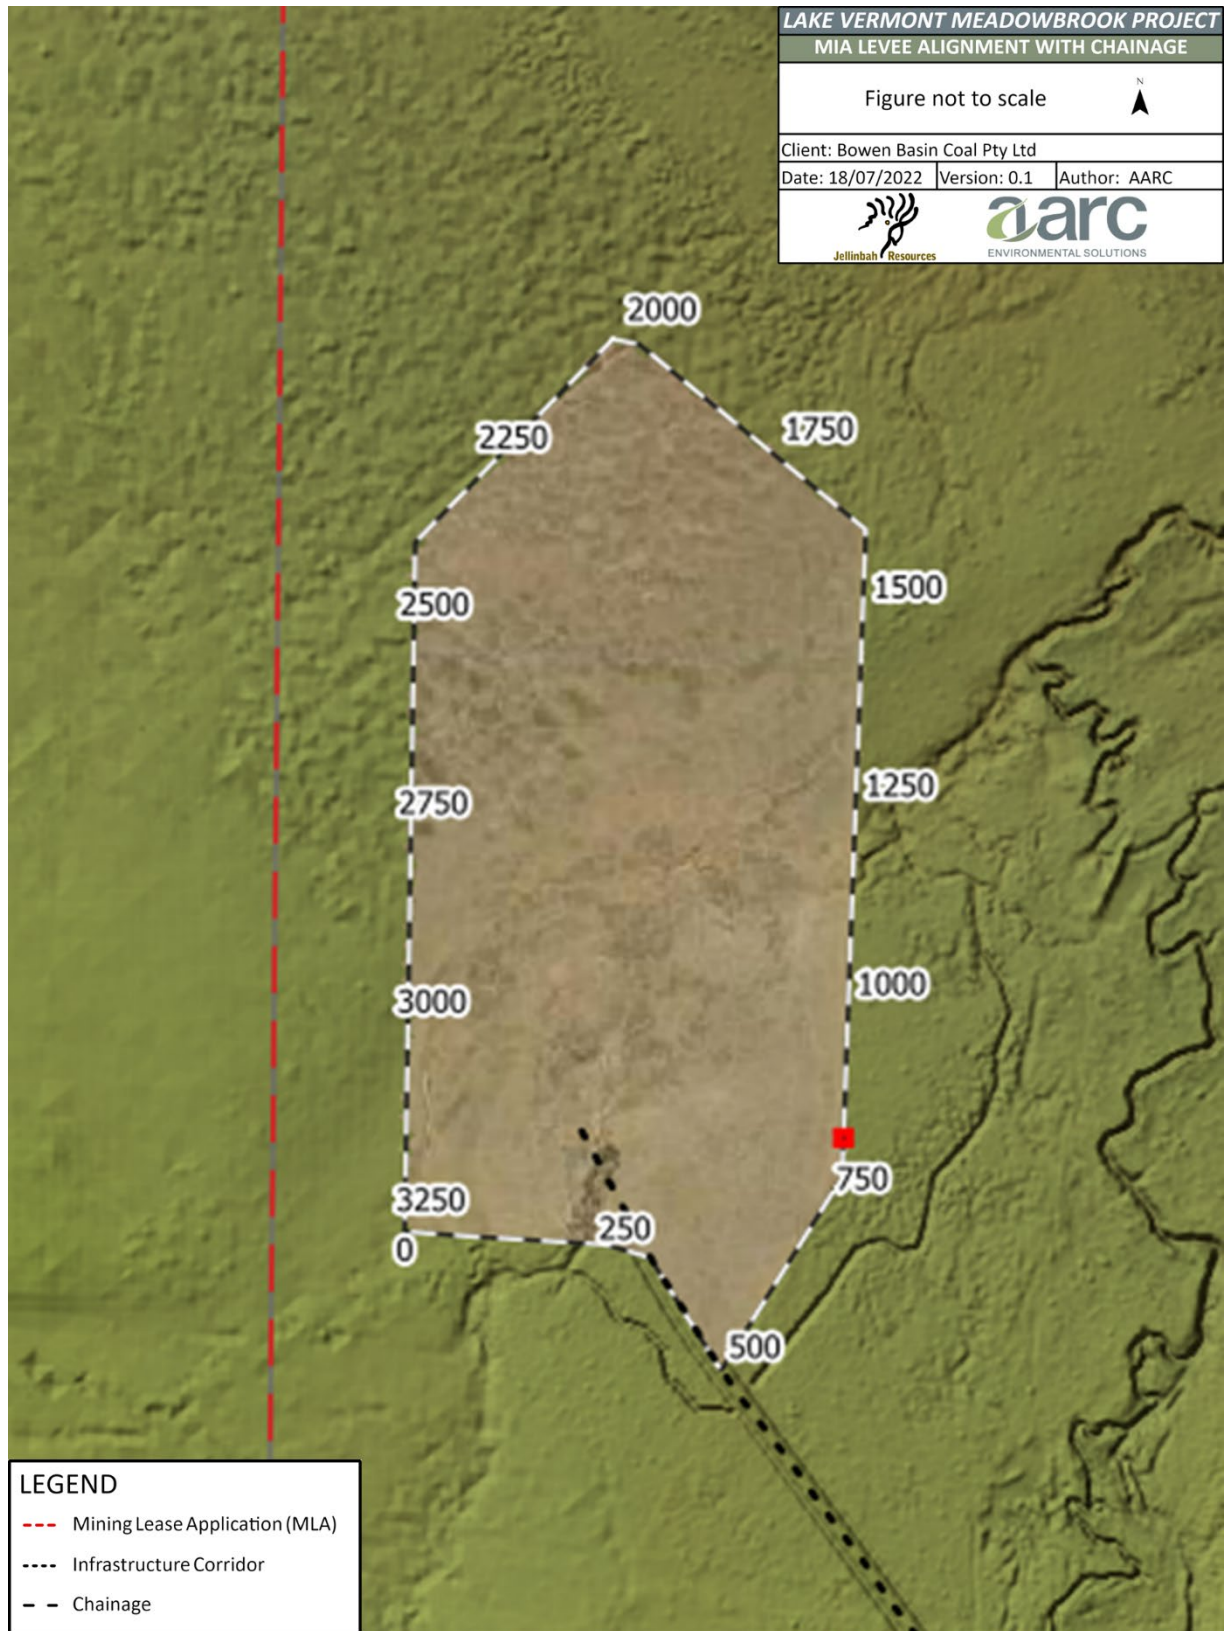 LAKE VERMONT MEADOWBROOK PROJECT
MIA LEVEE ALIGNMENT WITH CHAINAGE
Figure not to scale
N
Client: Bowen Basin Coal Pty Ltd
Date: 18/07/2022 Version: 0.1 Author: AARC
Jellinbah Resources
aarc
ENVIRONMENTAL SOLUTIONS
2000
1750
2250
1500
2500
1250
2750
1000
3000
750
3250
250
0
500
LEGEND
Mining Lease Application (MLA)
Infrastructure Corridor
Chainage